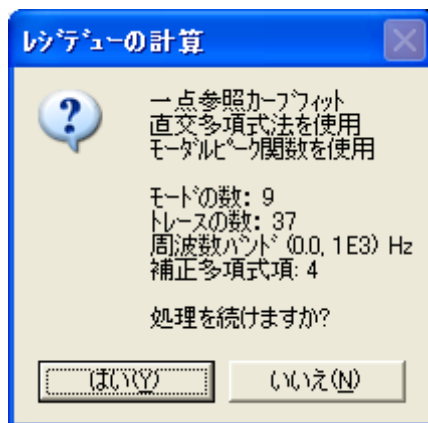 レジデューの計算
一点参照カーブフィット
直交多項式法を使用
モーダルピーク関数を使用
モードの数: 9
トレースの数: 37
周波数バンド (0.0, 1E3) Hz
補正多項式項: 4
処理を続けますか?
はい(Y)
いいえ(N)